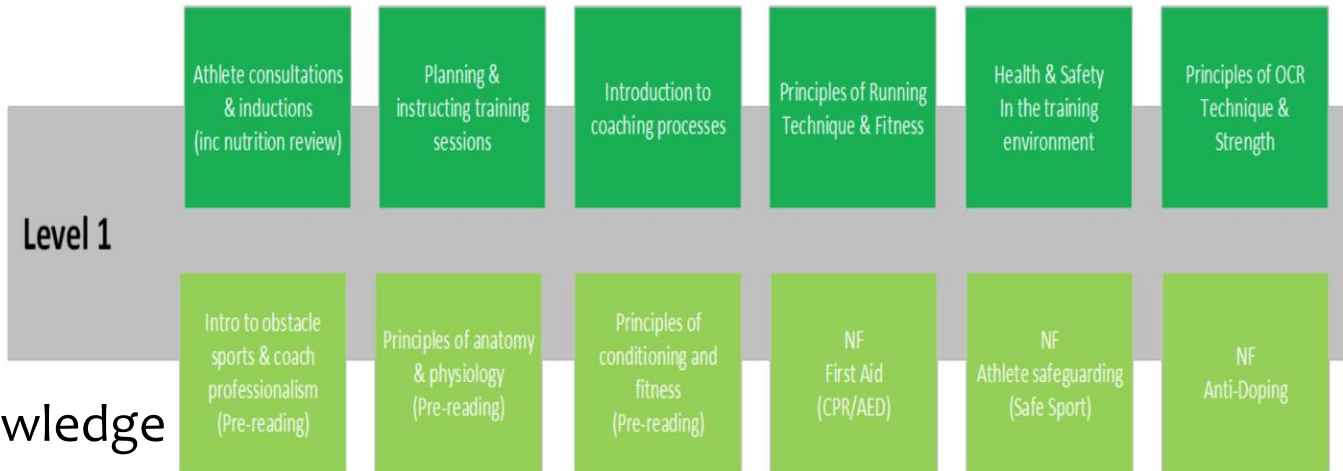 Athlete consultations
& inductions
(inc nutrition review)
Planning &
instructing training
sessions
Introduction to
coaching processes
Principles of Running
Technique & Fitness
Health & Safety
In the training
environment
Principles of OCR
Technique &
Strength
Level 1
Intro to obstacle
sports & coach
professionalism
(Pre-reading)
Principles of anatomy
& physiology
(Pre-reading)
Principles of
conditioning and
fitness
(Pre-reading)
NF
First Aid
(CPR/AED)
NF
Athlete safeguarding
(Safe Sport)
NF
Anti-Doping
wledge